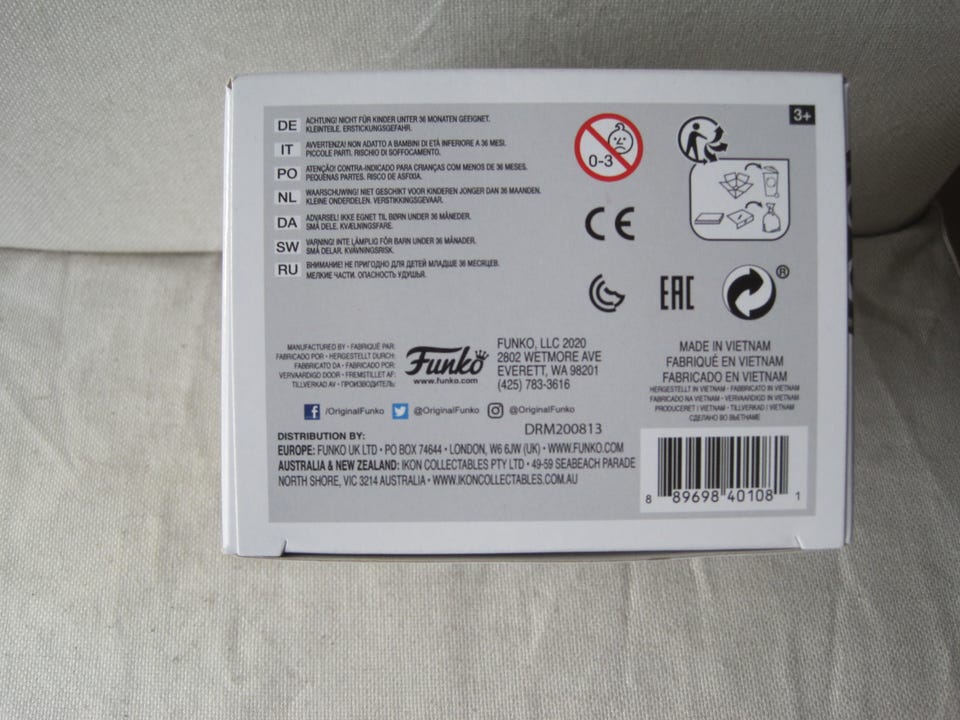 3+
DE ACHTUNG! NICHT FÜR KINDER UNTER 36 MONATEN GEEIGNET.
KLEINTEILE. ERSTICKUNGSGEFAHR.
IT AVVERTENZA! NON ADATTO A BAMBINI DI ETÀ INFERIORE A 36 MESI.
PICCOLE PARTI. RISCHIO DI SOFFOCAMENTO.
PO ATENÇÃO! CONTRA-INDICADO PARA CRIANÇAS COM MENOS DE 36 MESES.
PEQUENAS PARTES. RISCO DE ASFIXIA.
NL WAARSCHUWING! NIET GESCHIKT VOOR KINDEREN JONGER DAN 36 MAANDEN.
KLEINE ONDERDELEN. VERSTIKKINGSGEVAAR.
DA ADVARSEL! IKKE EGNET TIL BØRN UNDER 36 MÅNEDER.
SMÅ DELE. KVÆLNINGSFARE.
SW VARNING! INTE LÄMPLIG FÖR BARN UNDER 36 MÅNADER.
SMÅ DELAR. KVÄVNINGSRISK.
RU ВНИМАНИЕ! НЕ ПРИГОДНО ДЛЯ ДЕТЕЙ МЛАДШЕ 36 МЕСЯЦЕВ.
МЕЛКИЕ ЧАСТИ. ОПАСНОСТЬ УДУШЬЯ.
0-3
CE
EAC
®
MANUFACTURED BY • FABRIQUÉ PAR:
FABRICADO POR • HERGESTELLT DURCH:
FABBRICATO DA • FABRICADO POR:
VERVAARDIGD DOOR • FREMSTILLET AF:
TILLVERKAD AV • ПРОИЗВОДИТЕЛЬ:
Funko
www.funko.com
FUNKO, LLC 2020
2802 WETMORE AVE
EVERETT, WA 98201
(425) 783-3616
MADE IN VIETNAM
FABRIQUÉ EN VIETNAM
FABRICADO EN VIETNAM
HERGESTELLT IN VIETNAM • FABBRICATO IN VIETNAM
FABRICADO NA VIETNAM • VERVAARDIGD IN VIETNAM
PRODUCERET I VIETNAM • TILLVERKAD I VIETNAM
СДЕЛАНО ВО ВЬЕТНАМЕ
/OriginalFunko @OriginalFunko @OriginalFunko
DRM200813
DISTRIBUTION BY:
EUROPE: FUNKO UK LTD • PO BOX 74644 • LONDON, W6 6JW (UK) • WWW.FUNKO.COM
AUSTRALIA & NEW ZEALAND: IKON COLLECTABLES PTY LTD • 49-59 SEABEACH PARADE
NORTH SHORE, VIC 3214 AUSTRALIA • WWW.IKONCOLLECTABLES.COM.AU
8 89698 40108 1